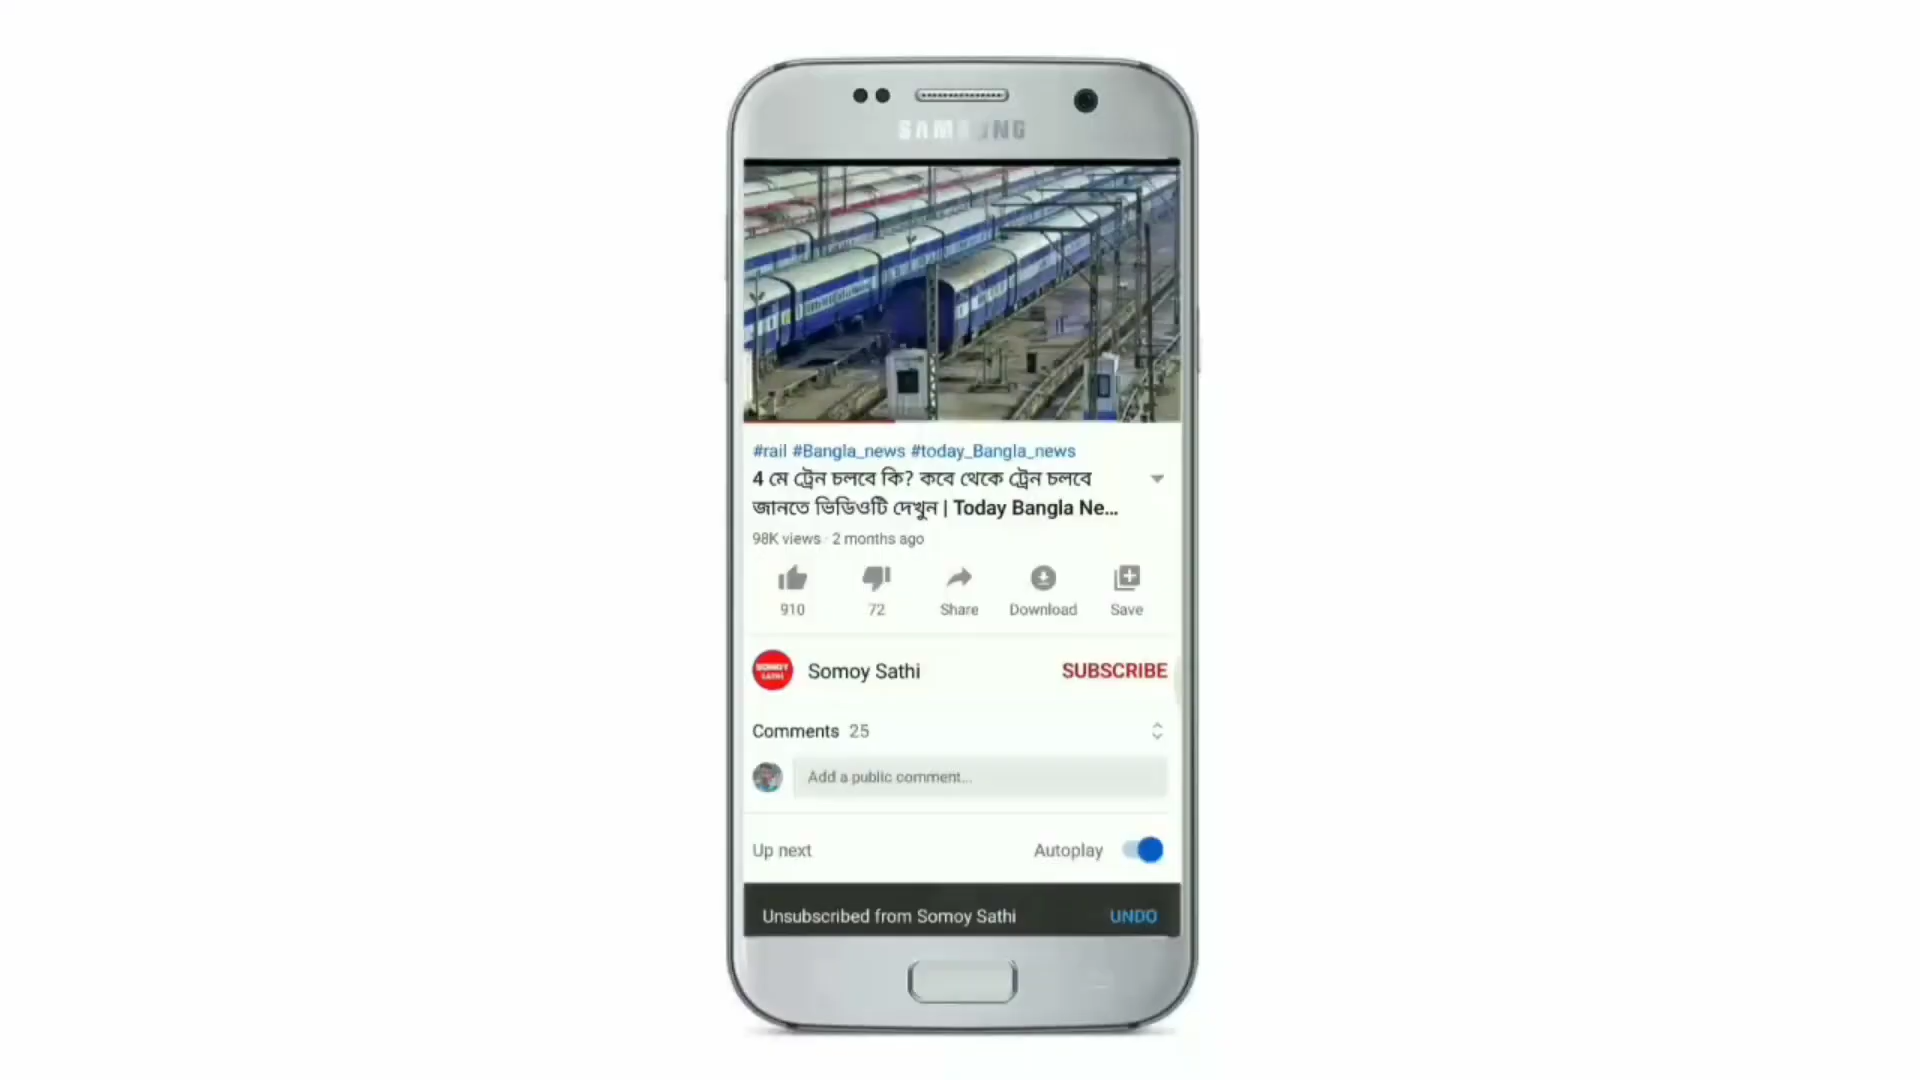 SAMSUNG
#rail #Bangla_news #today_Bangla_news
4 মে ট্রেন চলবে কি? কবে থেকে ট্রেন চলবে
জানতে ভিডিওটি দেখুন | Today Bangla Ne...
98K views · 2 months ago
910 72 Share Download Save
SOMOY
SATHI
Somoy Sathi SUBSCRIBE
Comments 25
Add a public comment...
Up next Autoplay
Unsubscribed from Somoy Sathi UNDO